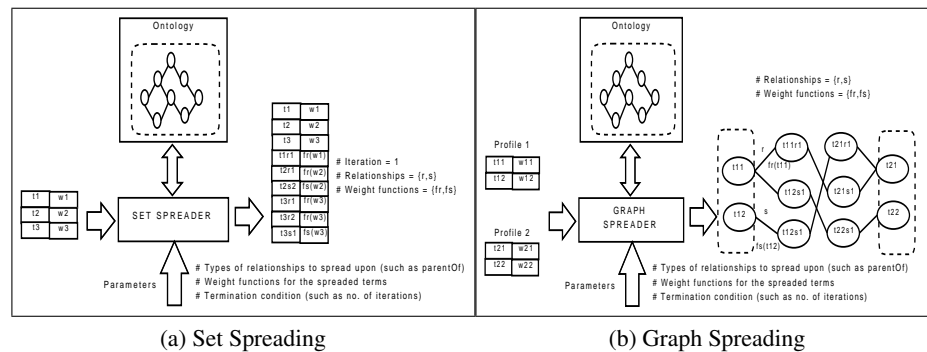 Ontology
t1 w1
t2 w2
t3 w3
SET SPREADER
t1 w1
t2 w2
t3 w3
t1r1 fr(w1)
t2r1 fr(w2)
t2s2 fs(w2)
t3r1 fr(w3)
t3r2 fr(w3)
t3s1 fs(w3)
# Iteration = 1
# Relationships = {r,s}
# Weight functions = {fr,fs}
Parameters
# Types of relationships to spread upon (such as parentOf)
# Weight functions for the spreaded terms
# Termination condition (such as no. of iterations)
(a) Set Spreading
Ontology
# Relationships = {r,s}
# Weight functions = {fr,fs}
Profile 1
t11 w11
t12 w12
Profile 2
t21 w21
t22 w22
GRAPH
SPREADER
t11
t12
r
fr(t11)
s
fs(t12)
t11r1
t12s1
t12s1
t21r1
t21s1
t22s1
t21
t22
Parameters
# Types of relationships to spread upon (such as parentOf)
# Weight functions for the spreaded terms
# Termination condition (such as no. of iterations)
(b) Graph Spreading